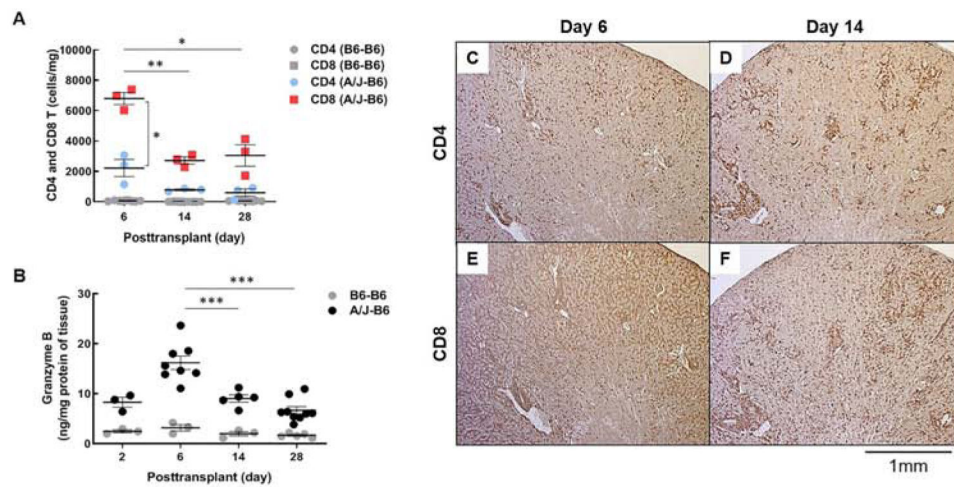 A
CD4 and CD8 T (cells/mg)
10000
8000
6000
4000
2000
0
*
**
*
6
14
28
Posttransplant (day)
CD4 (B6-B6)
CD8 (B6-B6)
CD4 (A/J-B6)
CD8 (A/J-B6)
B
Granzyme B
(ng/mg protein of tissue)
30
20
10
0
***
***
2
6
14
28
Posttransplant (day)
B6-B6
A/J-B6
Day 6
Day 14
CD4
C
D
CD8
E
F
1mm